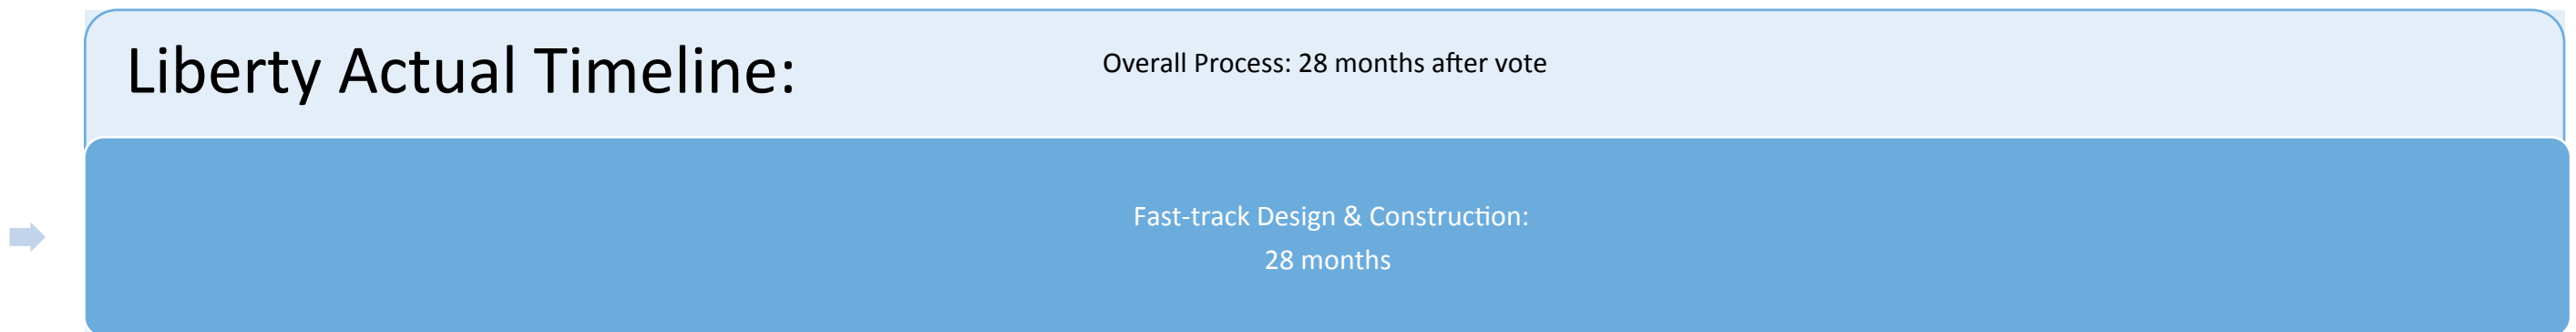 Liberty Actual Timeline:
Overall Process: 28 months after vote
Fast-track Design & Construction:
28 months